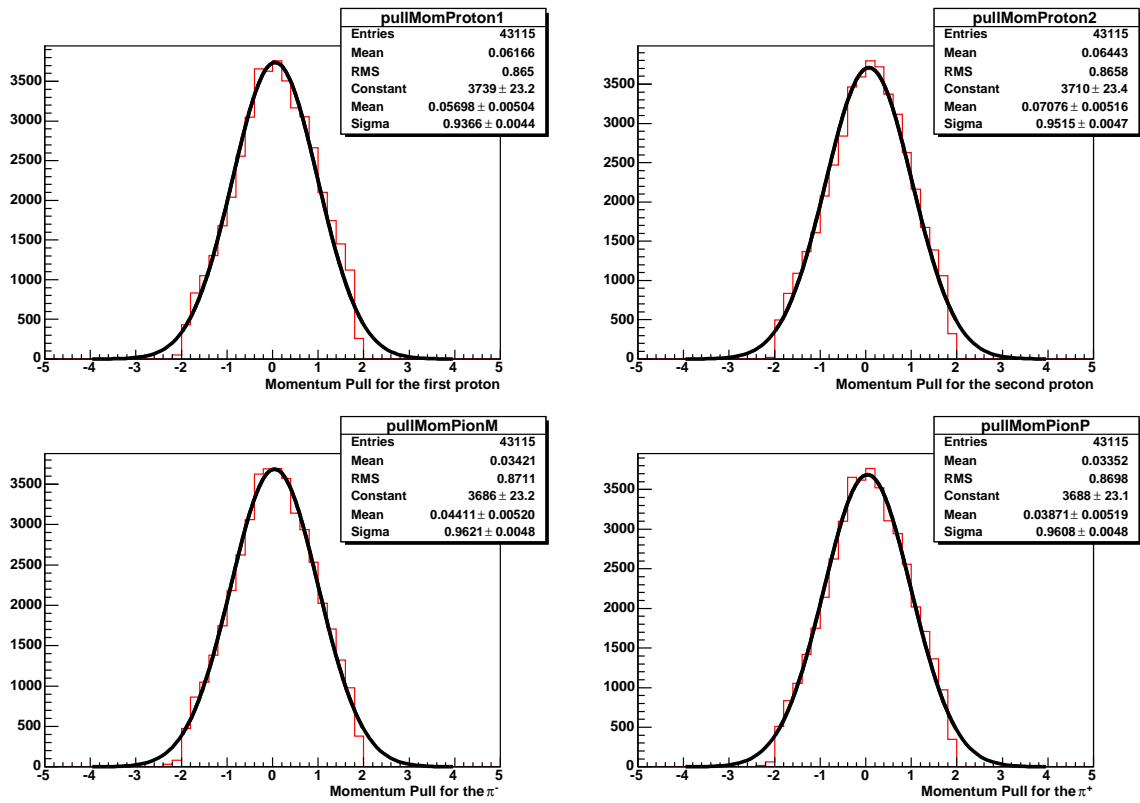 pullMomProton1
Entries 43115
Mean 0.06166
RMS 0.865
Constant 3739 ± 23.2
Mean 0.05698 ± 0.00504
Sigma 0.9366 ± 0.0044
3500
3000
2500
2000
1500
1000
500
0
-5 -4 -3 -2 -1 0 1 2 3 4 5
Momentum Pull for the first proton
pullMomProton2
Entries 43115
Mean 0.06443
RMS 0.8658
Constant 3710 ± 23.4
Mean 0.07076 ± 0.00516
Sigma 0.9515 ± 0.0047
3500
3000
2500
2000
1500
1000
500
0
-5 -4 -3 -2 -1 0 1 2 3 4 5
Momentum Pull for the second proton
pullMomPionM
Entries 43115
Mean 0.03421
RMS 0.8711
Constant 3686 ± 23.2
Mean 0.04411 ± 0.00520
Sigma 0.9621 ± 0.0048
3500
3000
2500
2000
1500
1000
500
0
-5 -4 -3 -2 -1 0 1 2 3 4 5
Momentum Pull for the π⁻
pullMomPionP
Entries 43115
Mean 0.03352
RMS 0.8698
Constant 3688 ± 23.1
Mean 0.03871 ± 0.00519
Sigma 0.9608 ± 0.0048
3500
3000
2500
2000
1500
1000
500
0
-5 -4 -3 -2 -1 0 1 2 3 4 5
Momentum Pull for the π⁺